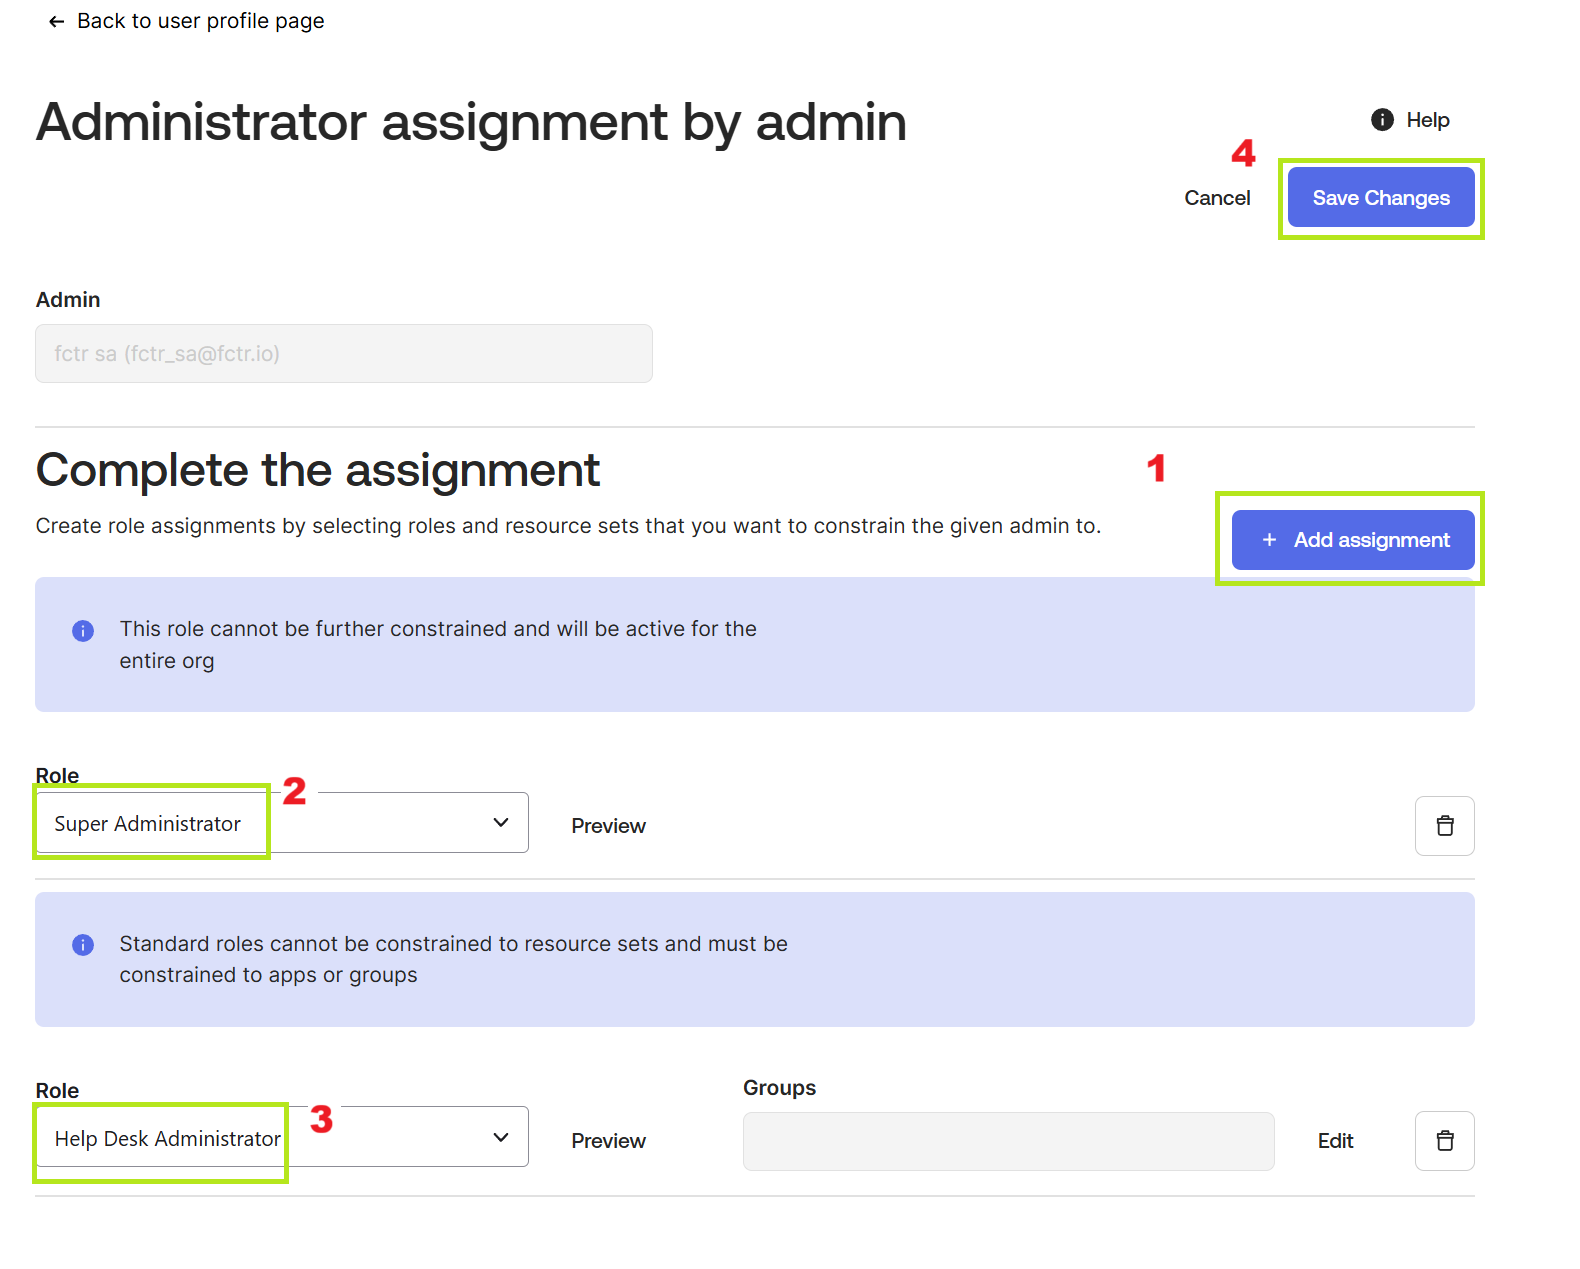 Back to user profile page
Administrator assignment by admin
Help
4
Cancel
Save Changes
Admin
fctr sa (fctr_sa@fctr.io)
Complete the assignment
1
Create role assignments by selecting roles and resource sets that you want to constrain the given admin to.
+ Add assignment
This role cannot be further constrained and will be active for the
entire org
Role
2
Super Administrator
Preview
Standard roles cannot be constrained to resource sets and must be
constrained to apps or groups
Role
Groups
3
Help Desk Administrator
Preview
Edit